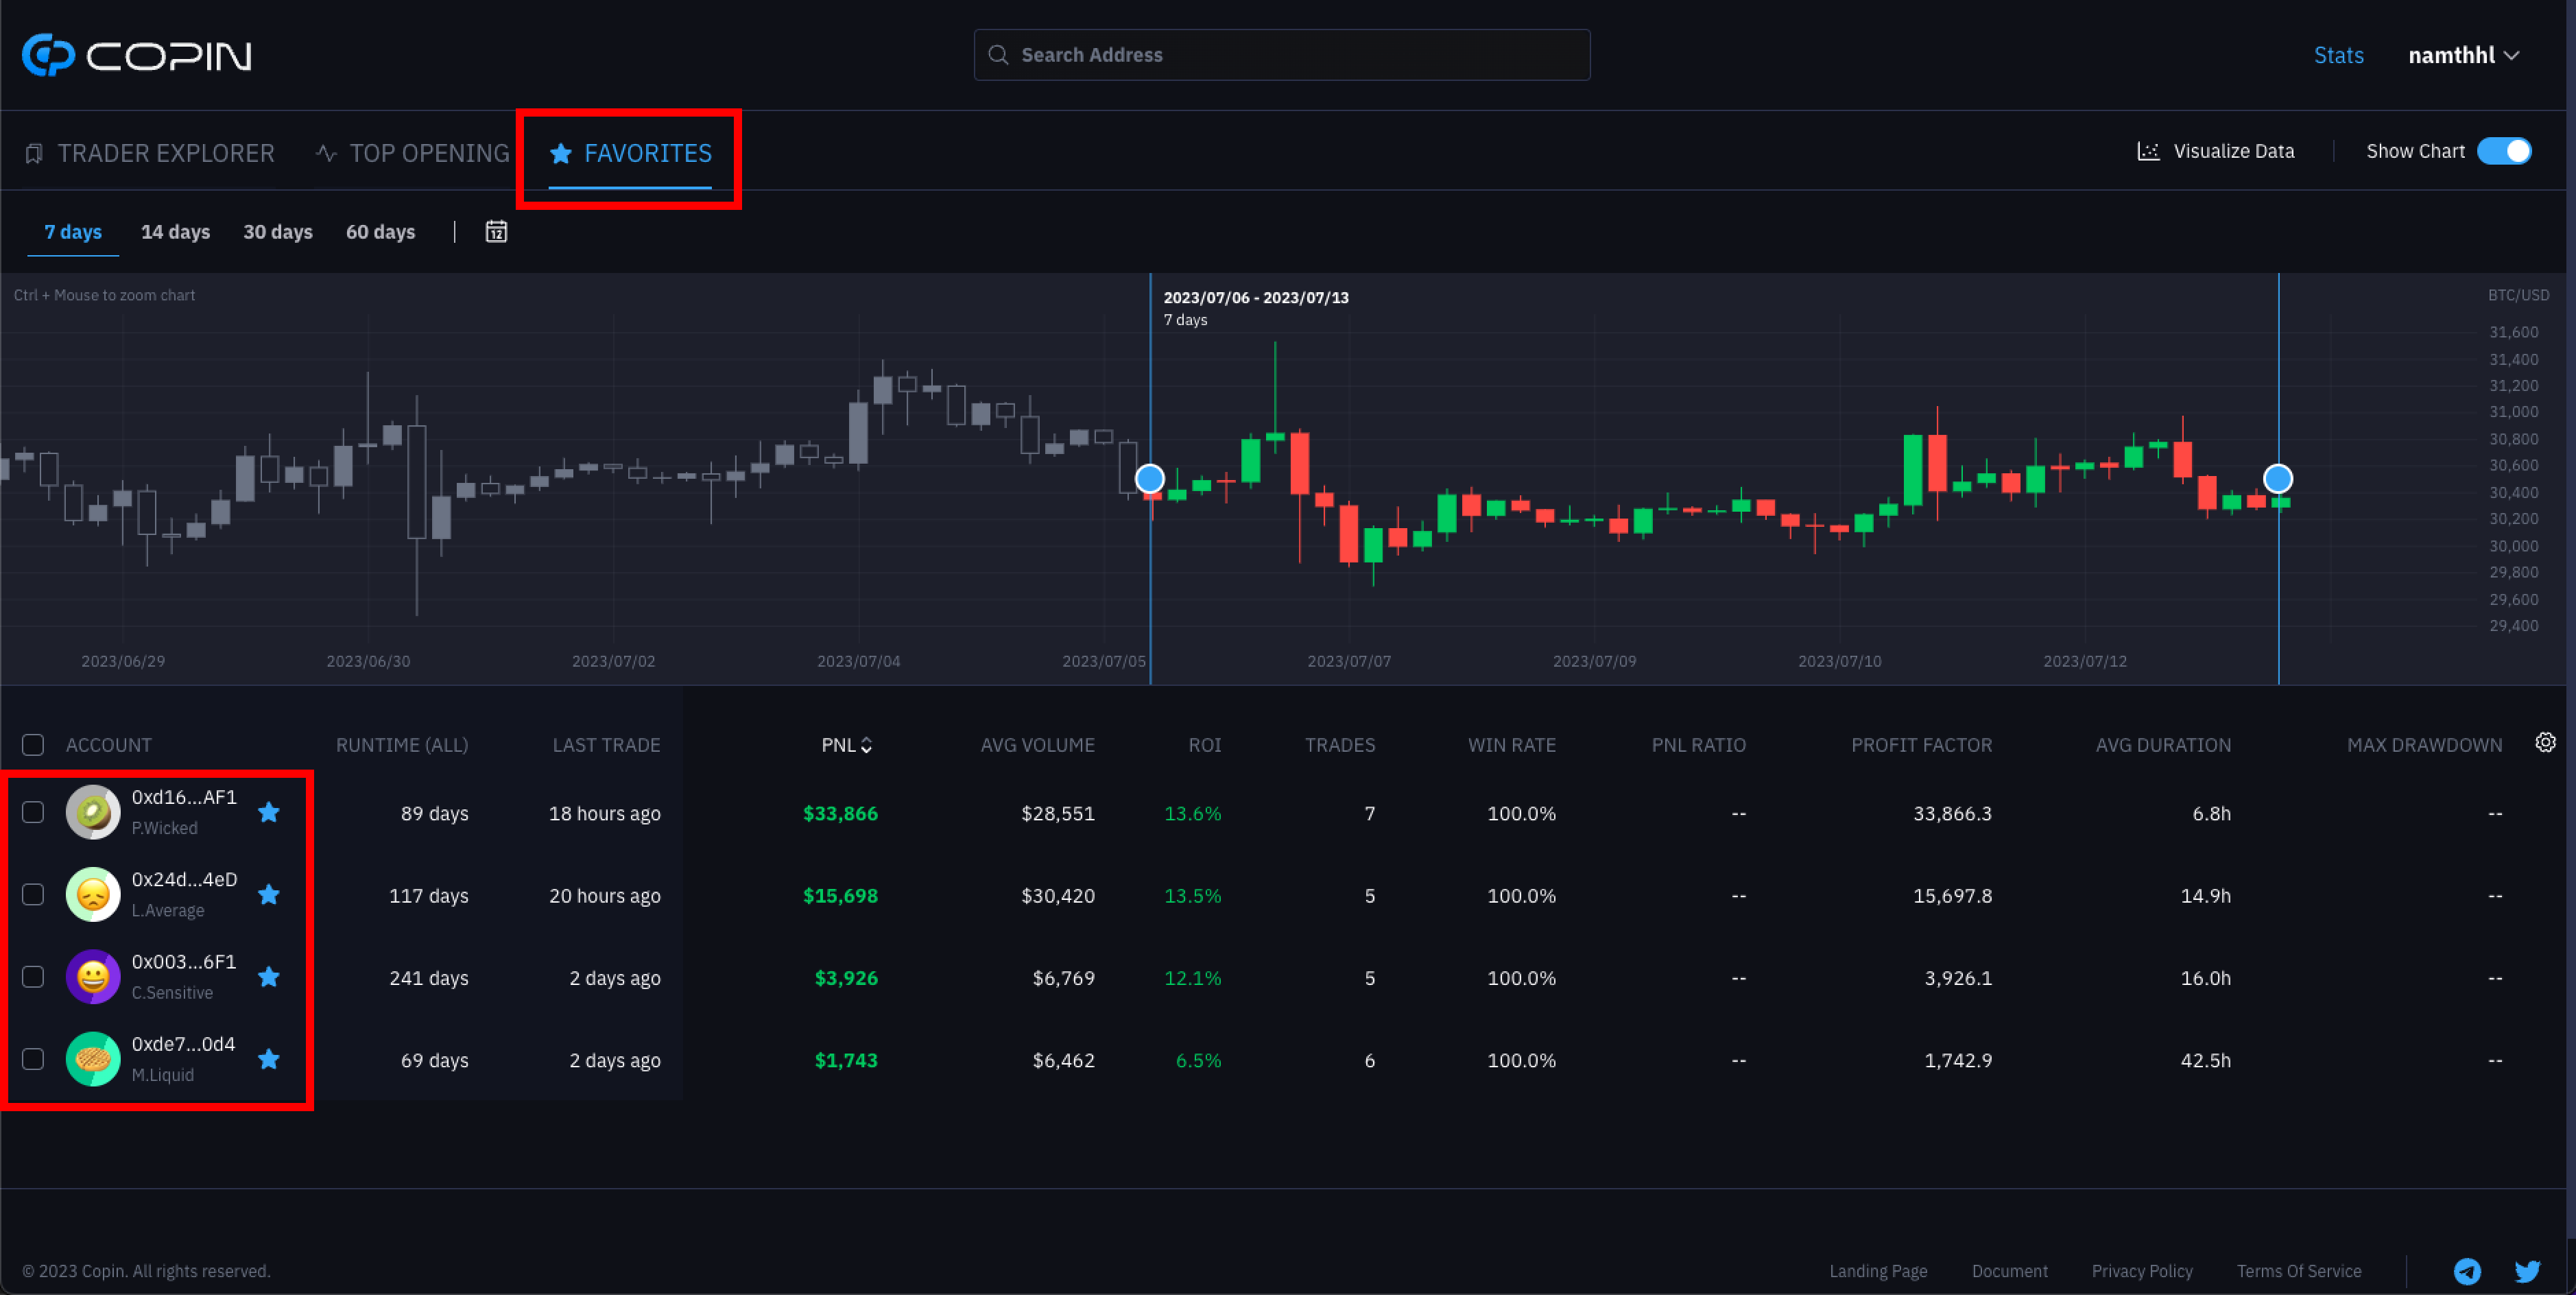 COPIN
Search Address
Stats
namthhl
TRADER EXPLORER
TOP OPENING
FAVORITES
Visualize Data
Show Chart
7 days
14 days
30 days
60 days
12
Ctrl + Mouse to zoom chart
2023/07/06 - 2023/07/13
7 days
BTC/USD
31,600
31,400
31,200
31,000
30,800
30,600
30,400
30,200
30,000
29,800
29,600
29,400
2023/06/29 2023/06/30 2023/07/02 2023/07/04 2023/07/05 2023/07/07 2023/07/09 2023/07/10 2023/07/12
ACCOUNT RUNTIME (ALL) LAST TRADE PNL AVG VOLUME ROI TRADES WIN RATE PNL RATIO PROFIT FACTOR AVG DURATION MAX DRAWDOWN
0xd16...AF1
P.Wicked
89 days 18 hours ago $33,866 $28,551 13.6% 7 100.0% -- 33,866.3 6.8h --
0x24d...4eD
L.Average
117 days 20 hours ago $15,698 $30,420 13.5% 5 100.0% -- 15,697.8 14.9h --
0x003...6F1
C.Sensitive
241 days 2 days ago $3,926 $6,769 12.1% 5 100.0% -- 3,926.1 16.0h --
0xde7...0d4
M.Liquid
69 days 2 days ago $1,743 $6,462 6.5% 6 100.0% -- 1,742.9 42.5h --
© 2023 Copin. All rights reserved.
Landing Page
Document
Privacy Policy
Terms Of Service